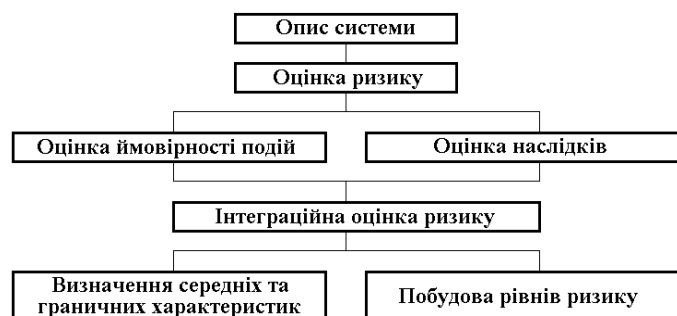 Опис системи
Оцінка ризику
Оцінка ймовірності подій
Оцінка наслідків
Інтеграційна оцінка ризику
Визначення середніх та
граничних характеристик
Побудова рівнів ризику